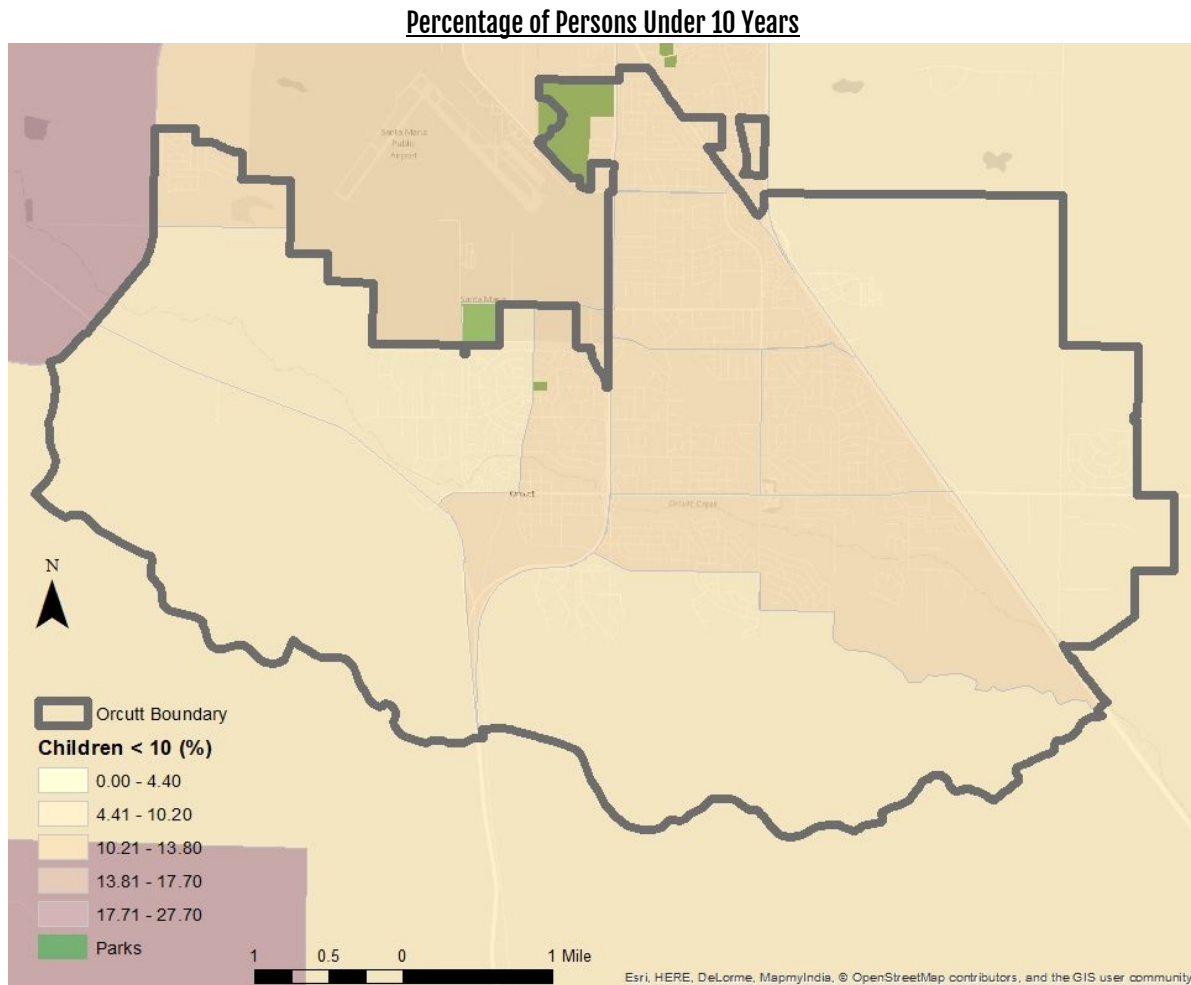 Percentage of Persons Under 10 Years
Santa Maria
Public
Airport
Santa Maria
Orcutt
Orcutt Creek
N
Orcutt Boundary
Children < 10 (%)
0.00 - 4.40
4.41 - 10.20
10.21 - 13.80
13.81 - 17.70
17.71 - 27.70
Parks
1 0.5 0 1 Mile
Esri, HERE, DeLorme, MapmyIndia, © OpenStreetMap contributors, and the GIS user community